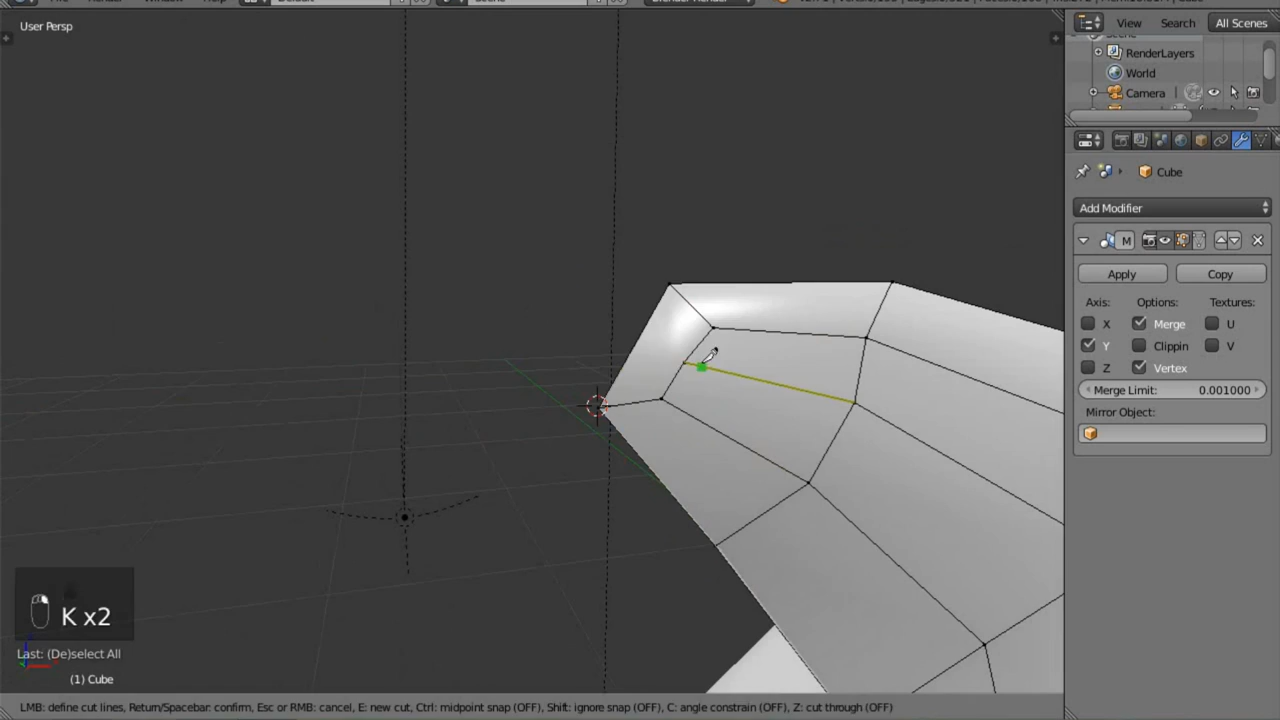 User Persp
View Search All Scenes
RenderLayers
World
Camera
Cube
Add Modifier
M
Apply Copy
Axis: Options: Textures:
X Merge U
Y Clippin V
Z Vertex
Merge Limit: 0.001000
Mirror Object:
K x2
Last: (De)select All
(1) Cube
LMB: define cut lines, Return/Spacebar: confirm, Esc or RMB: cancel, E: new cut, Ctrl: midpoint snap (OFF), Shift: ignore snap (OFF), C: angle constrain (OFF), Z: cut through (OFF)